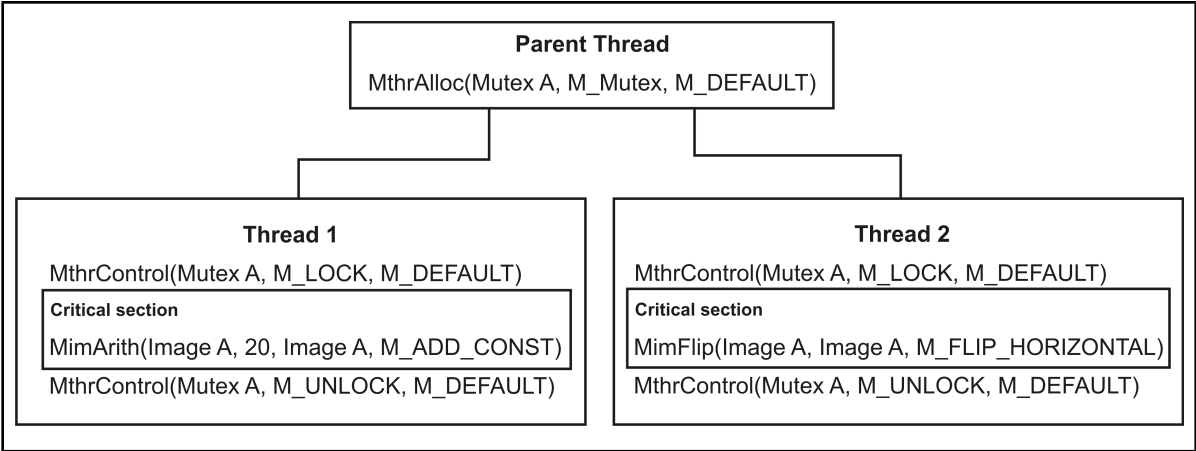 Parent Thread
MthrAlloc(Mutex A, M_Mutex, M_DEFAULT)
Thread 1
MthrControl(Mutex A, M_LOCK, M_DEFAULT)
Critical section
MimArith(Image A, 20, Image A, M_ADD_CONST)
MthrControl(Mutex A, M_UNLOCK, M_DEFAULT)
Thread 2
MthrControl(Mutex A, M_LOCK, M_DEFAULT)
Critical section
MimFlip(Image A, Image A, M_FLIP_HORIZONTAL)
MthrControl(Mutex A, M_UNLOCK, M_DEFAULT)